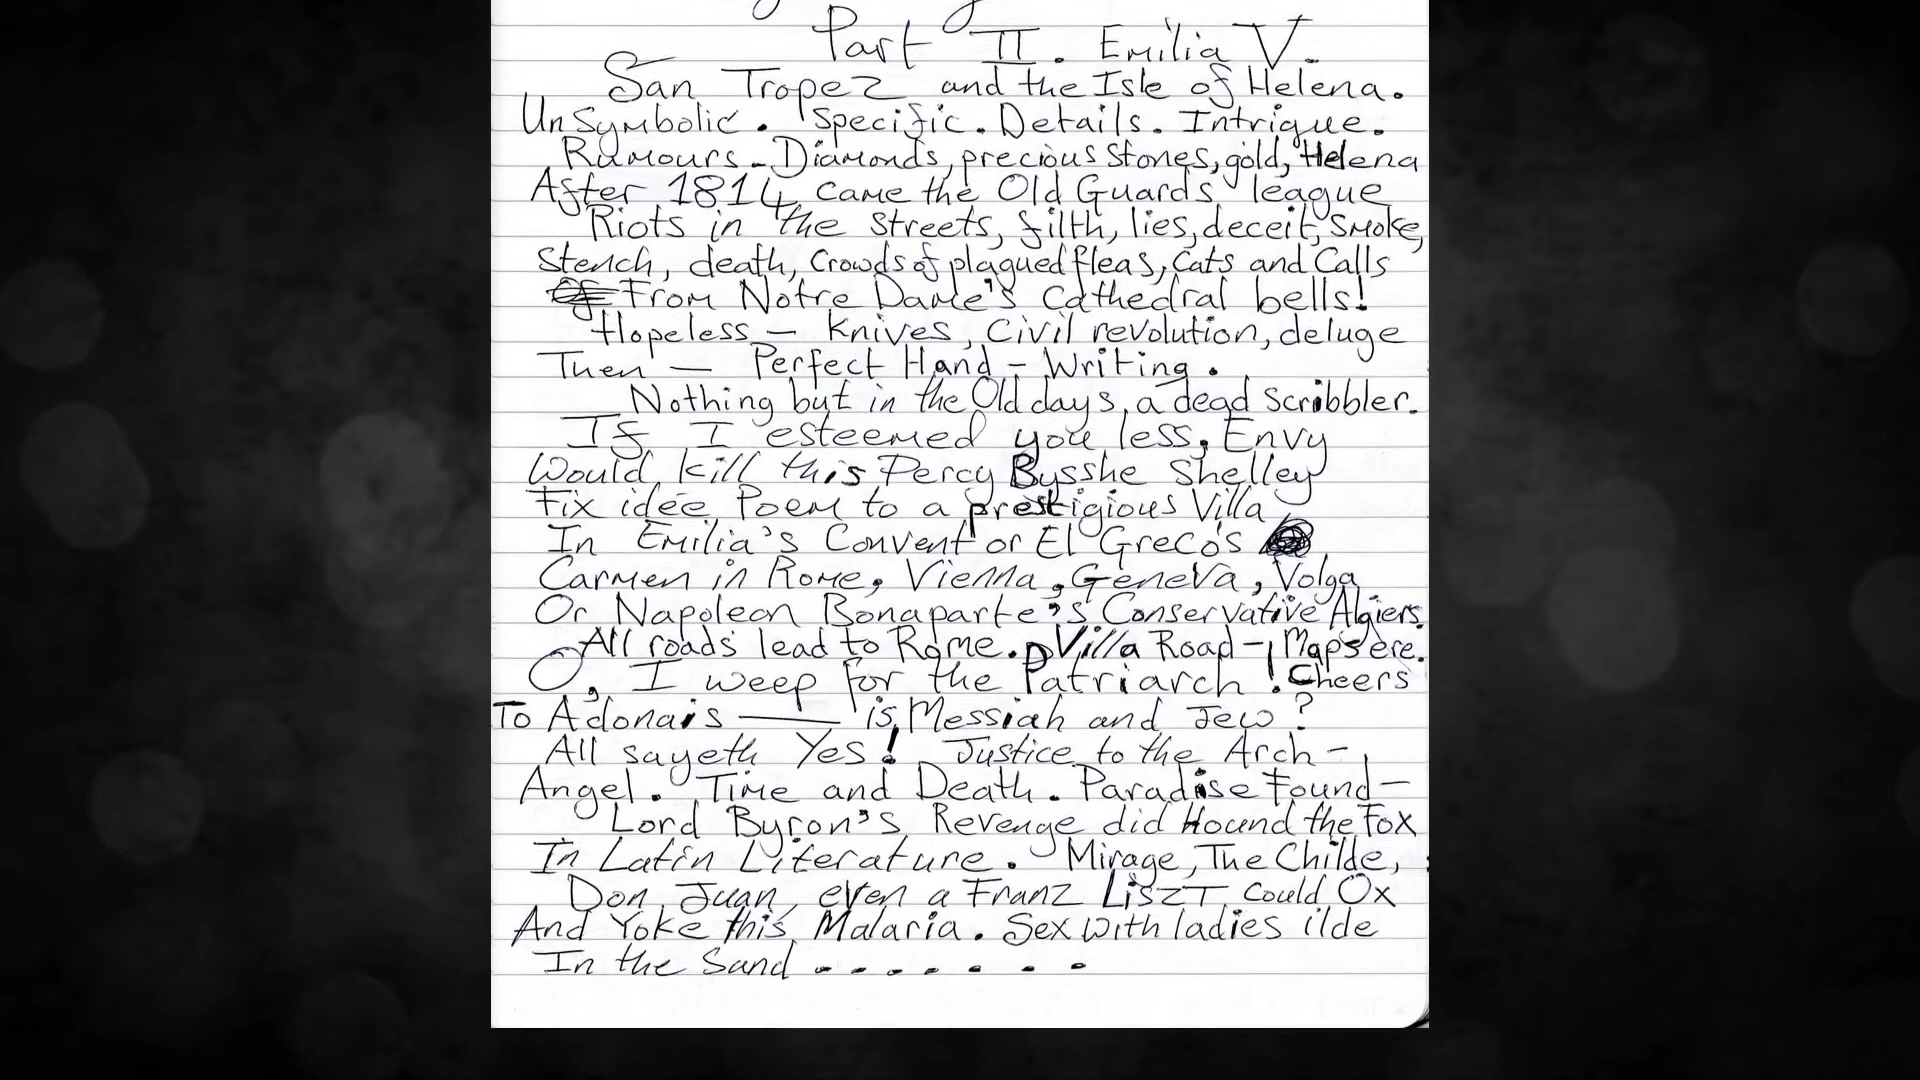 Part II. Emilia V.
San Tropez and the Isle of Helena.
UnSymbolic. Specific. Details. Intrigue.
Rumours - Diamonds, precious stones, gold, Helena
After 1814 came the Old Guards' league
Riots in the streets, filth, lies, deceit, smoke,
Stench, death, Crowds of plagued fleas, Cats and Calls
From Notre Dame's Cathedral bells!
Hopeless — knives, Civil revolution, deluge
Then — Perfect Hand - Writing.
Nothing but in the Old days, a dead Scribbler.
If I esteemed you less, Envy
Would kill this Percy Bysshe Shelley
Fix idée Poem to a prestigious Villa
In Emilia's Convent or El Greco's
Carmen in Rome, Vienna, Geneva, Volga
Or Napoleon Bonaparte's Conservative Algiers.
All roads lead to Rome. Villa Road -
O, I weep for the Patriarch! Cheers
To Adonais — is Messiah and Jew?
All sayeth Yes! Justice to the Arch -
Angel. Time and Death. Paradise Found -
Lord Byron's Revenge did Hound the Fox
In Latin Literature. Mirage, The Childe,
Don Juan, even a Franz LiszT could Ox
And Yoke this Malaria. Sex with ladies ilde
In the Sand . . . . . . .